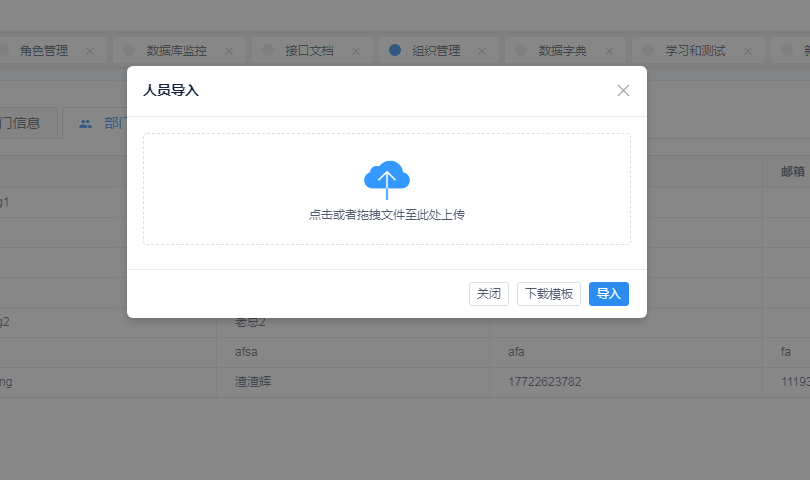 角色管理
数据库监控
接口文档
组织管理
数据字典
学习和测试
人员导入
门信息
部门
邮箱
点击或者拖拽文件至此处上传
关闭
下载模板
导入
g1
g2
老总2
afsa
afa
fa
ng
渣渣辉
17722623782
11193